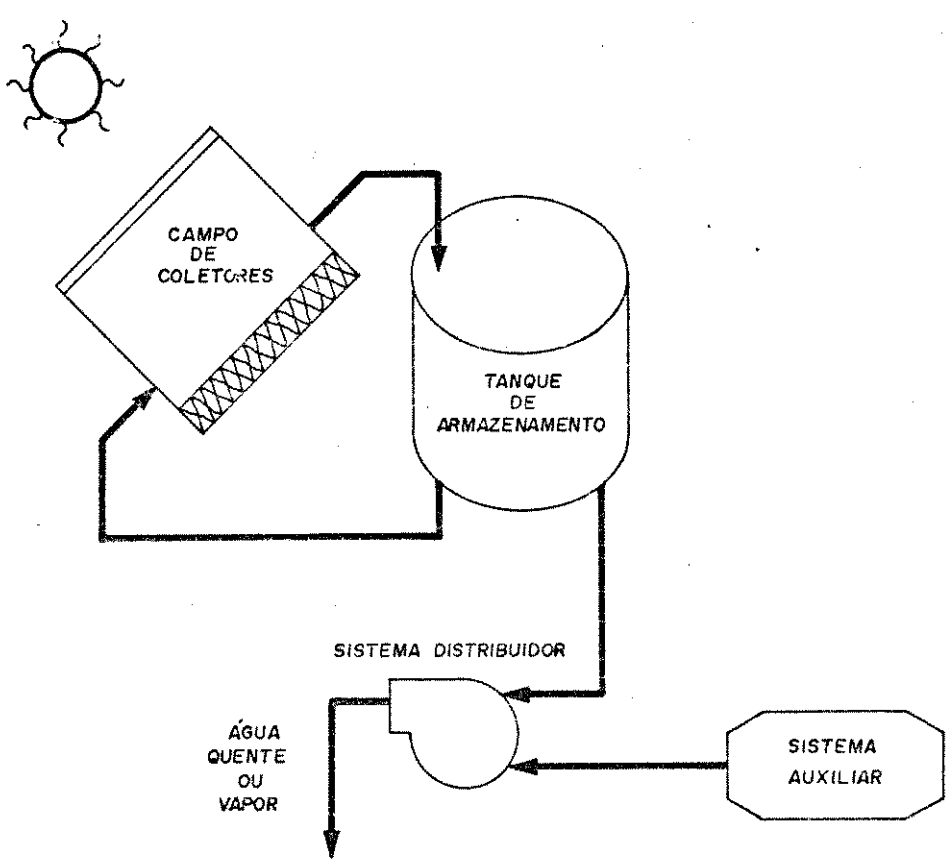 CAMPO
DE
COLETORES
TANQUE
DE
ARMAZENAMENTO
SISTEMA DISTRIBUIDOR
ÁGUA
QUENTE
OU
VAPOR
SISTEMA
AUXILIAR